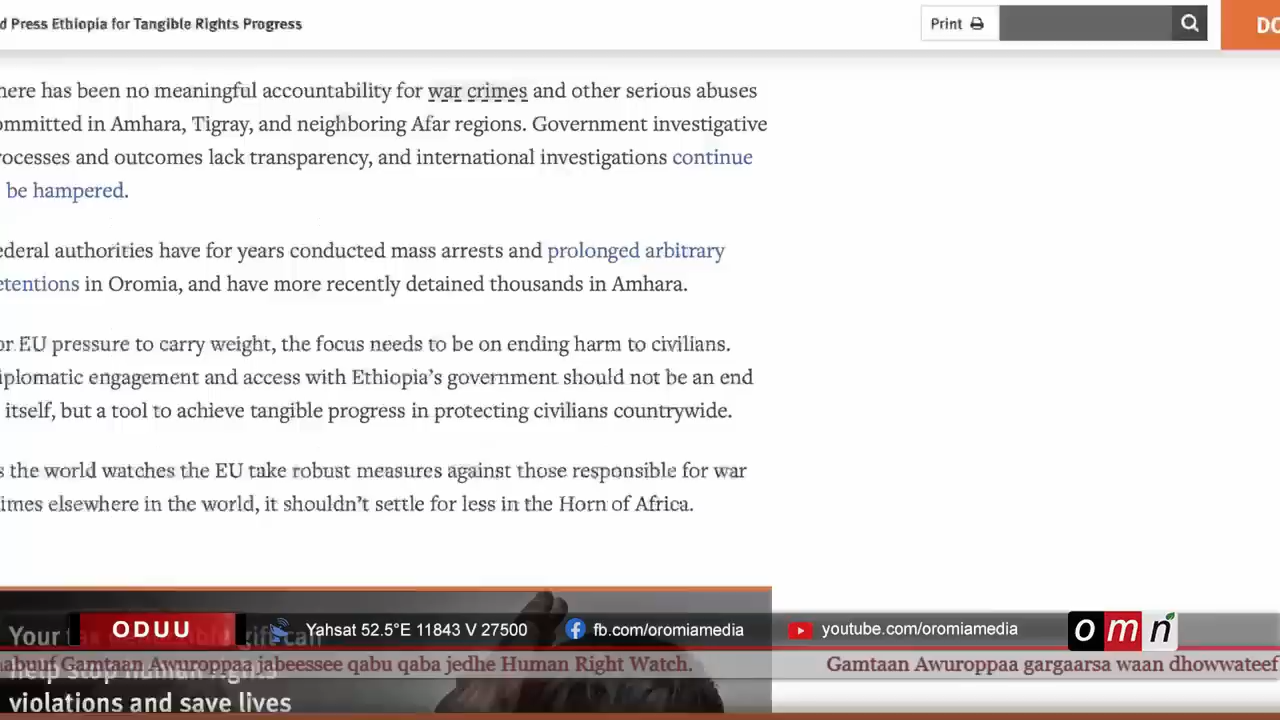 d Press Ethiopia for Tangible Rights Progress
Print
DO
here has been no meaningful accountability for war crimes and other serious abuses
ommitted in Amhara, Tigray, and neighboring Afar regions. Government investigative
rocesses and outcomes lack transparency, and international investigations continue
be hampered.
ederal authorities have for years conducted mass arrests and prolonged arbitrary
etentions in Oromia, and have more recently detained thousands in Amhara.
or EU pressure to carry weight, the focus needs to be on ending harm to civilians.
iplomatic engagement and access with Ethiopia's government should not be an end
itself, but a tool to achieve tangible progress in protecting civilians countrywide.
s the world watches the EU take robust measures against those responsible for war
imes elsewhere in the world, it shouldn't settle for less in the Horn of Africa.
Your gift can
ODUU
Yahsat 52.5°E 11843 V 27500
fb.com/oromiamedia
youtube.com/oromiamedia
omn
help stop human rights
abuuf Gamtaan Awuroppaa jabeessee qabu qaba jedhe Human Right Watch. Gamtaan Awuroppaa gargaarsa waan dhowwateef
violations and save lives